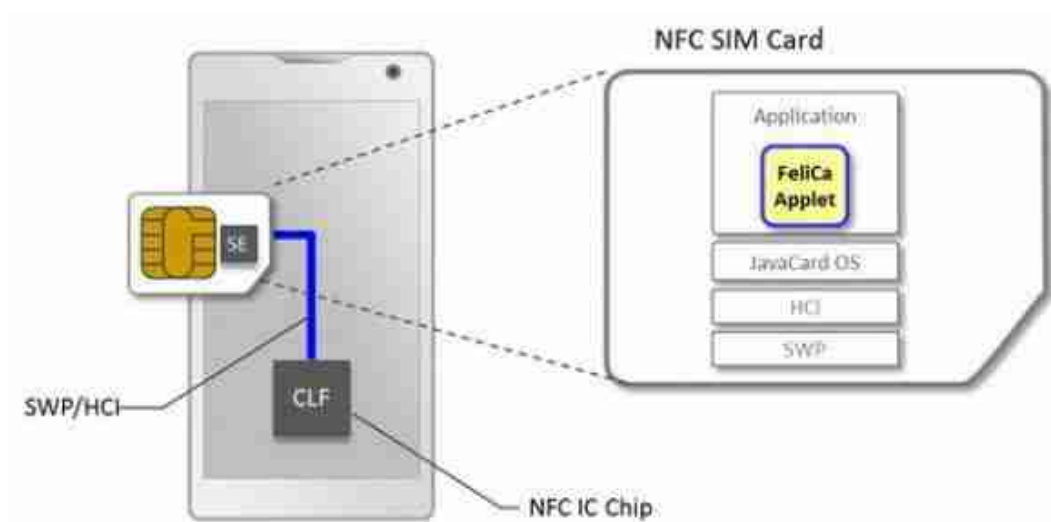 NFC SIM Card
Application
FeliCa
Applet
JavaCard OS
HCI
SWP
SE
CLF
SWP/HCI
NFC IC Chip